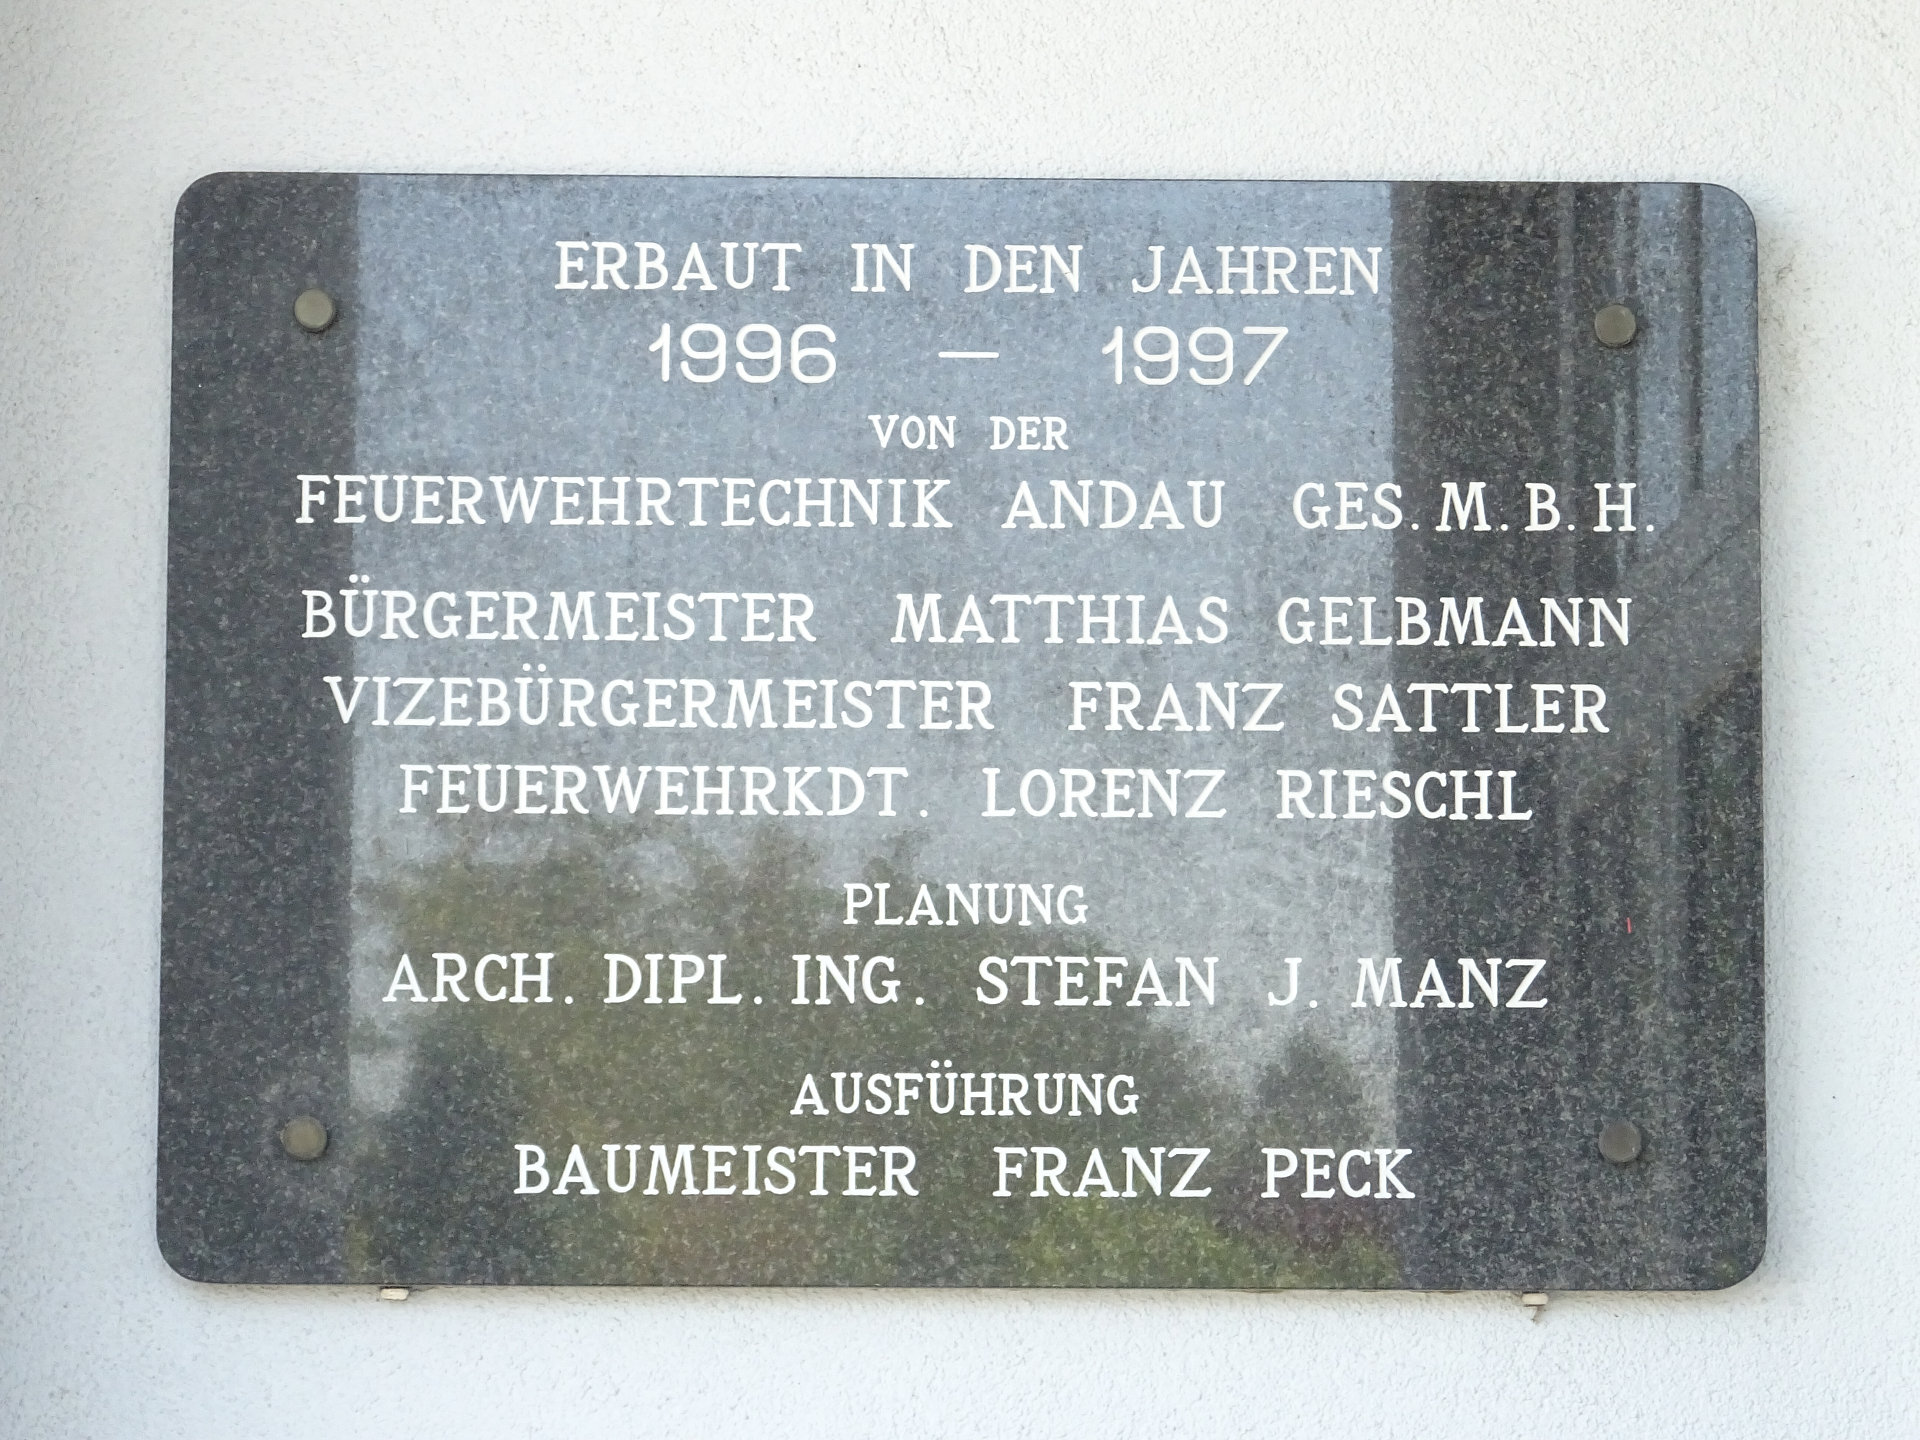 ERBAUT IN DEN JAHREN
1996 — 1997
VON DER
FEUERWEHRTECHNIK ANDAU GES.M.B.H.
BÜRGERMEISTER MATTHIAS GELBMANN
VIZEBÜRGERMEISTER FRANZ SATTLER
FEUERWEHRKDT. LORENZ RIESCHL
PLANUNG
ARCH. DIPL. ING. STEFAN J. MANZ
AUSFÜHRUNG
BAUMEISTER FRANZ PECK